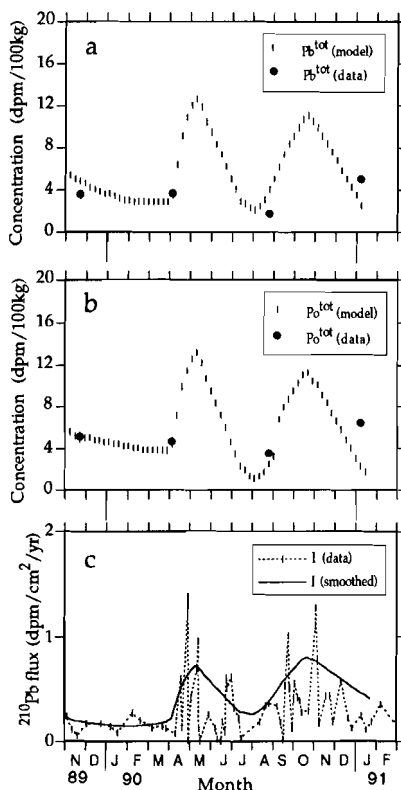 a
20
16
12
8
4
0
Concentration (dpm/100kg)
Pb^tot (model)
Pb^tot (data)
b
20
16
12
8
4
0
Concentration (dpm/100kg)
Po^tot (model)
Po^tot (data)
c
2
1
0
²¹⁰Pb flux (dpm/cm²/yr)
I (data)
I (smoothed)
N D J F M A M J J A S O N D J F
89 90 91
Month